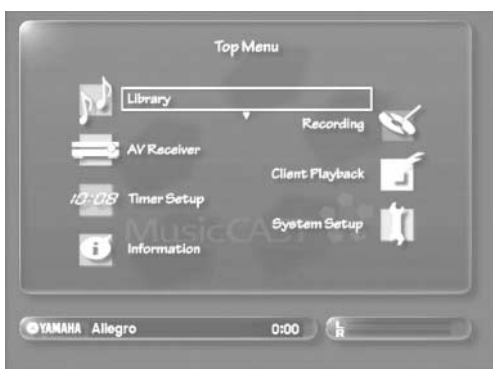 Top Menu
Library
Recording
AV Receiver
Client Playback
10:08 Timer Setup
System Setup
MusicCAST
Information
YAMAHA Allegro 0:00 L
R